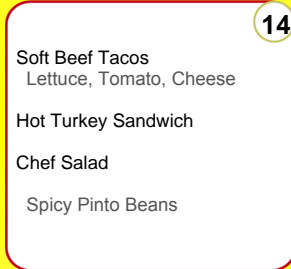 14
Soft Beef Tacos
Lettuce, Tomato, Cheese
Hot Turkey Sandwich
Chef Salad
Spicy Pinto Beans